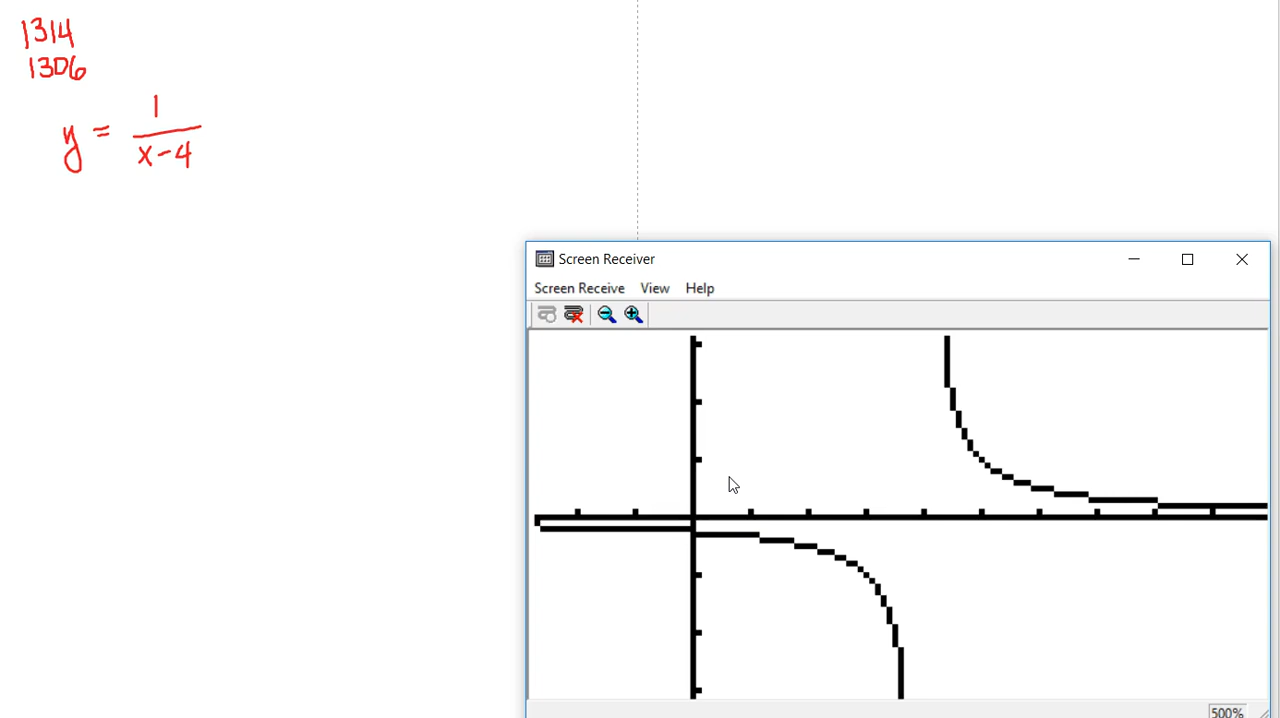 1314
1306
y = 1/(x-4)
Screen Receiver
Screen Receive View Help
500%